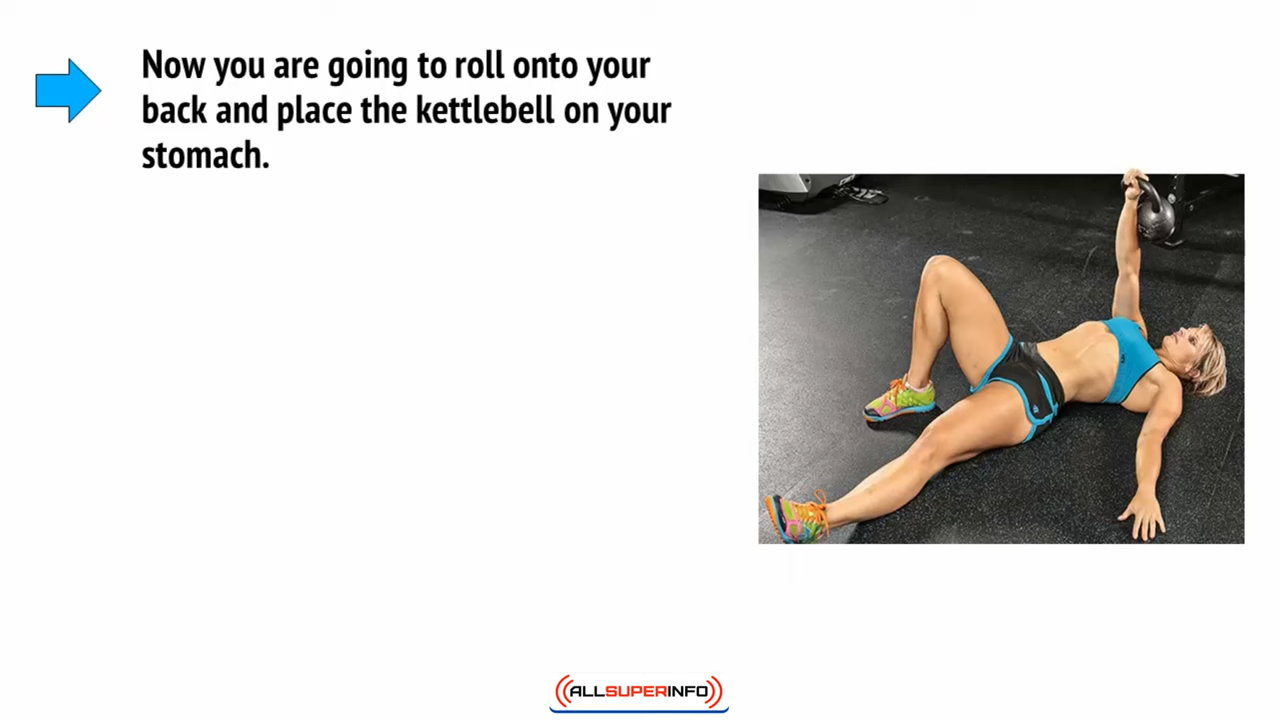 Now you are going to roll onto your
back and place the kettlebell on your
stomach.
ALLSUPERINFO